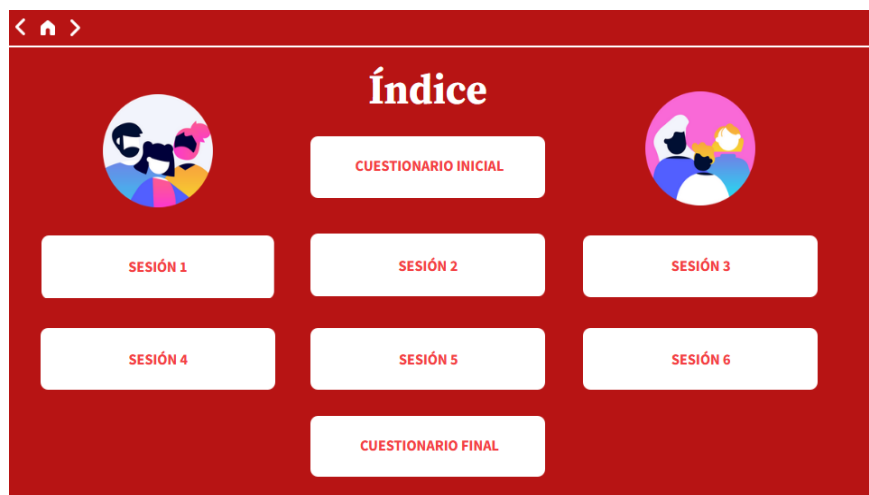 Índice
CUESTIONARIO INICIAL
SESIÓN 1
SESIÓN 2
SESIÓN 3
SESIÓN 4
SESIÓN 5
SESIÓN 6
CUESTIONARIO FINAL